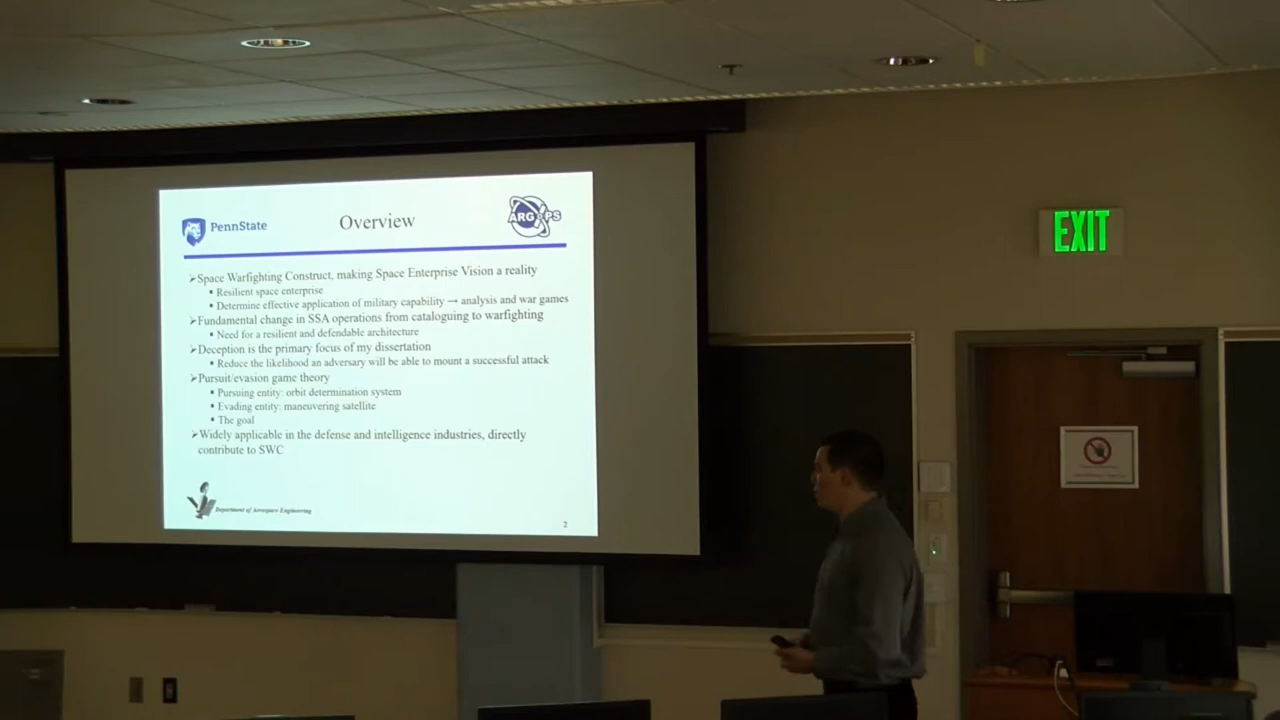 PennState
Overview
ARGOPS
➢Space Warfighting Construct, making Space Enterprise Vision a reality
▪ Resilient space enterprise
▪ Determine effective application of military capability → analysis and war games
➢Fundamental change in SSA operations from cataloguing to warfighting
▪ Need for a resilient and defendable architecture
➢Deception is the primary focus of my dissertation
▪ Reduce the likelihood an adversary will be able to mount a successful attack
➢Pursuit/evasion game theory
▪ Pursuing entity: orbit determination system
▪ Evading entity: maneuvering satellite
▪ The goal
➢Widely applicable in the defense and intelligence industries, directly
contribute to SWC
Department of Aerospace Engineering
2
EXIT